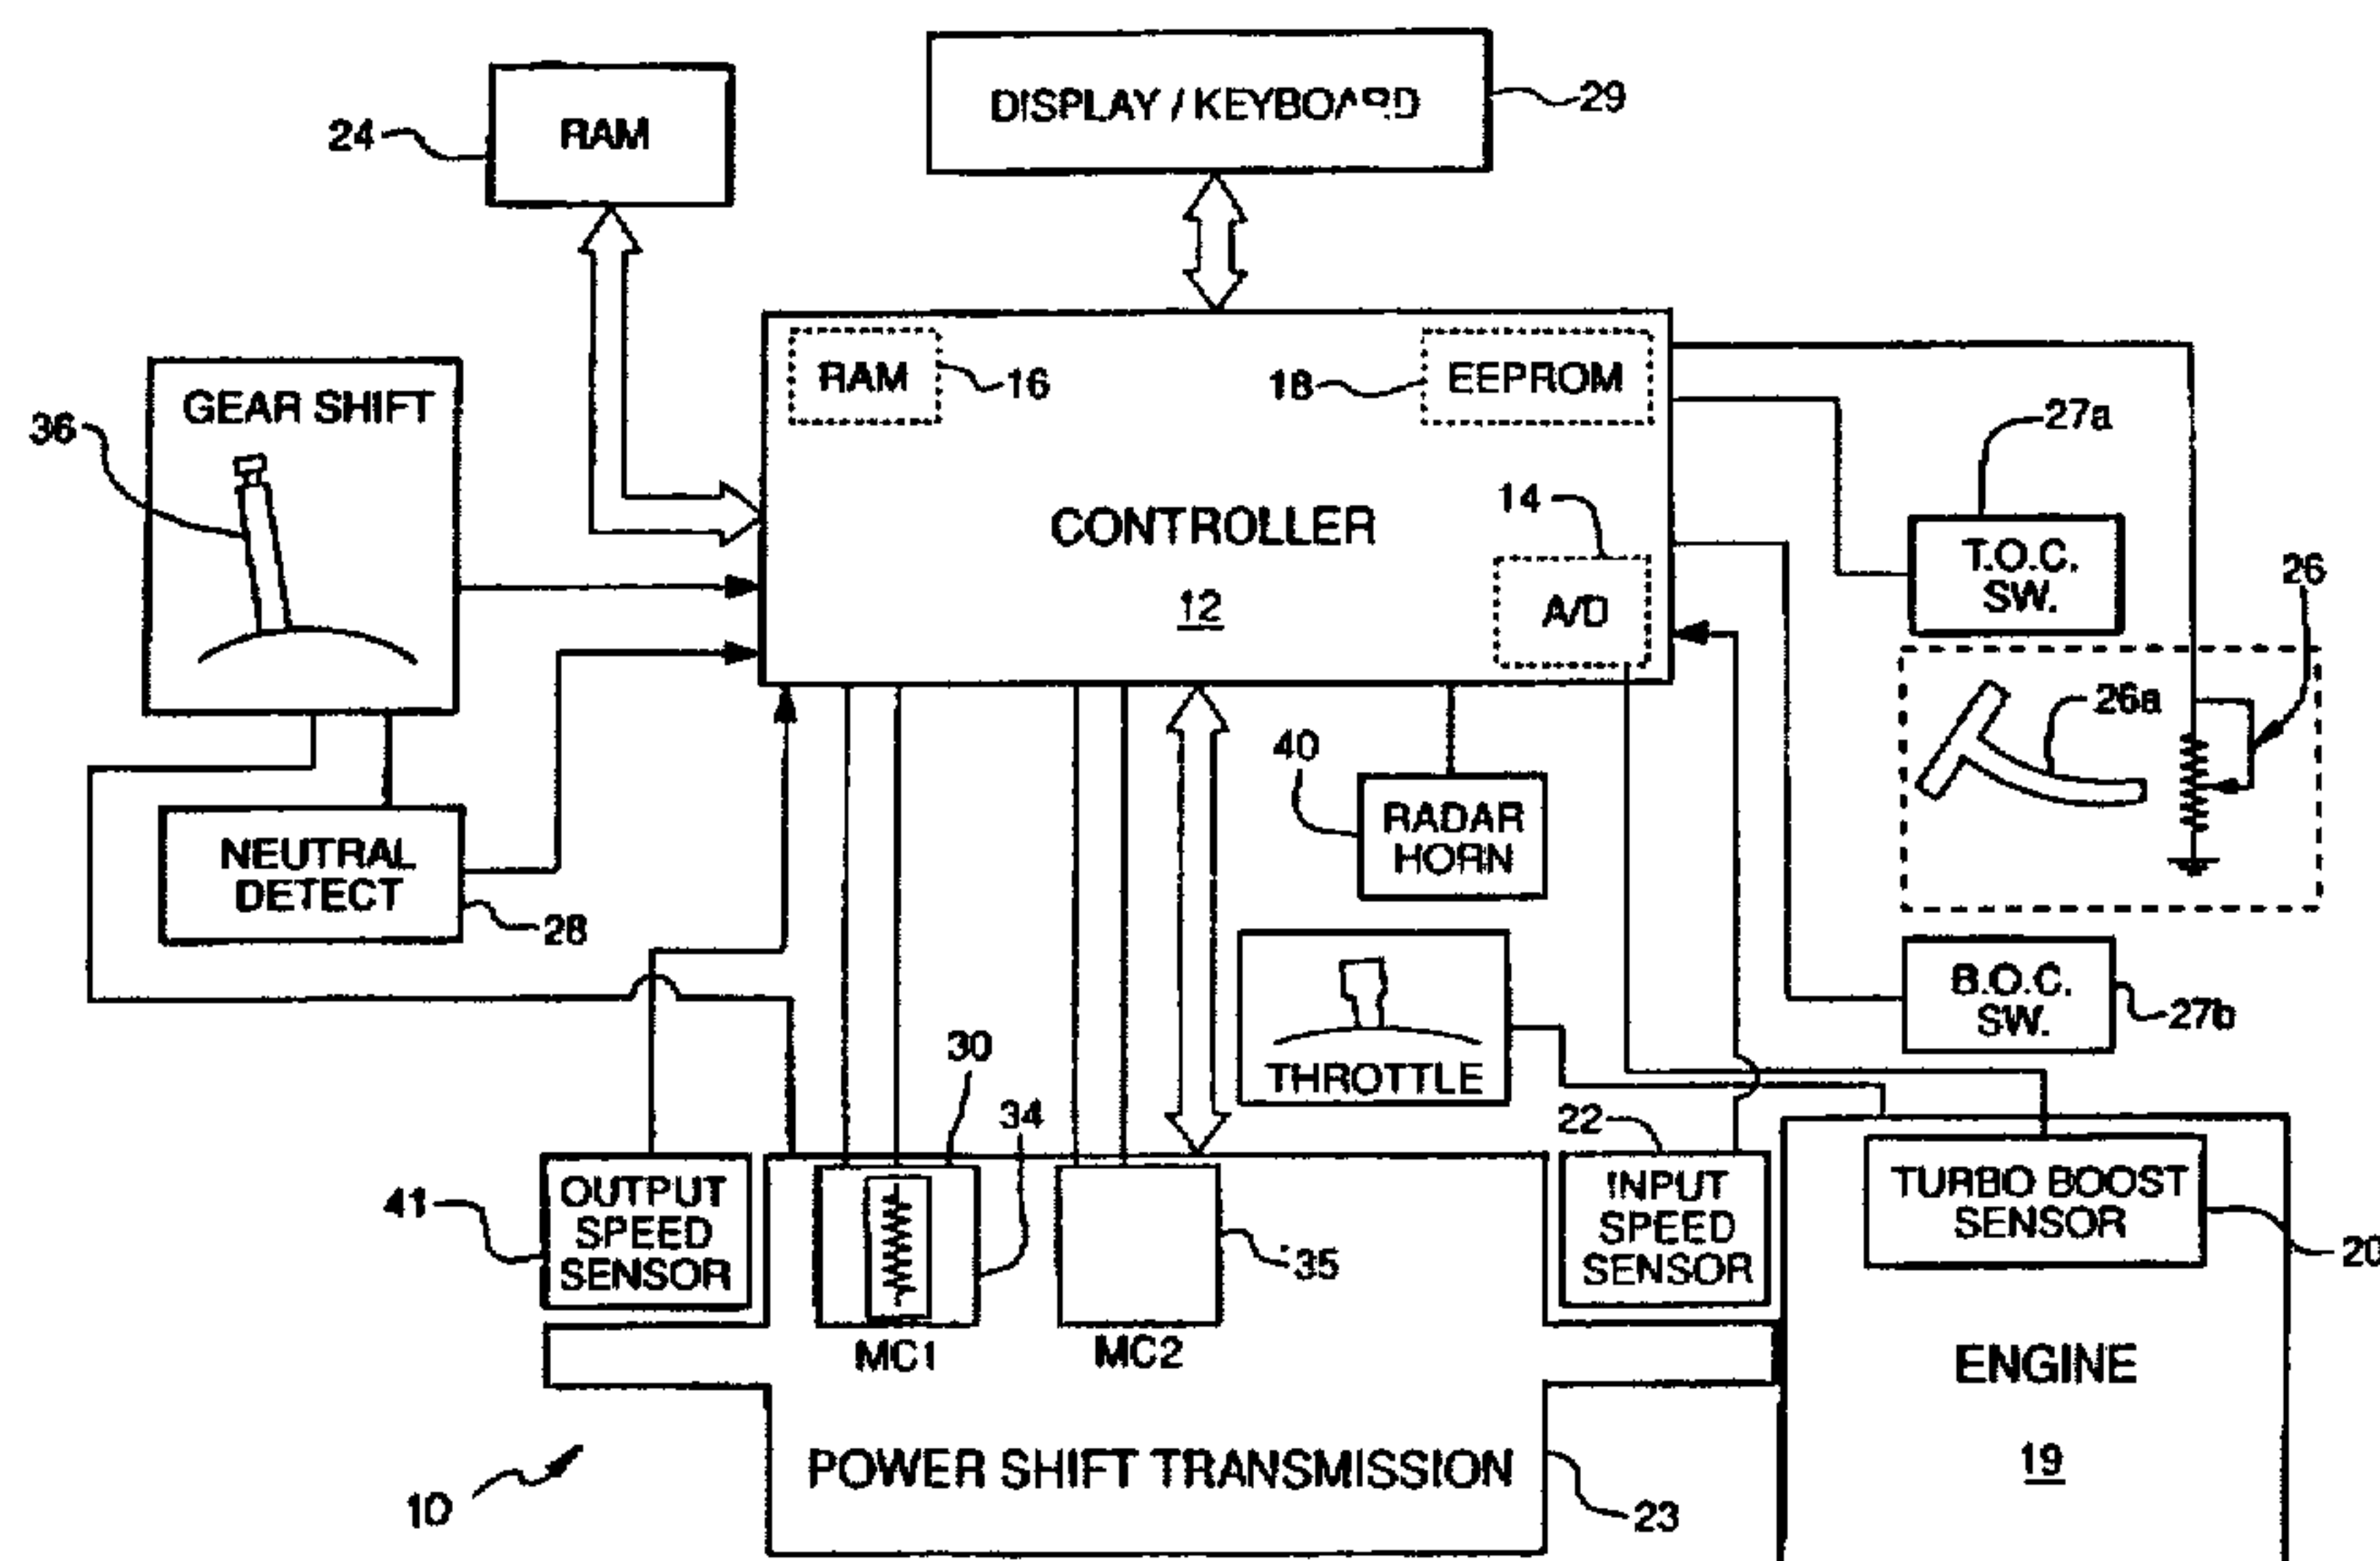 DISPLAY / KEYBOARD
29
24
RAM
RAM
16
18
EEPROM
GEAR SHIFT
36
27a
14
CONTROLLER
T.O.C.
SW.
26
12
A/D
26a
40
RADAR
HORN
NEUTRAL
DETECT
28
B.O.C.
SW.
27b
30
THROTTLE
34
22
41
OUTPUT
SPEED
SENSOR
35
INPUT
SPEED
SENSOR
TURBO BOOST
SENSOR
20
MC1
MC2
ENGINE
POWER SHIFT TRANSMISSION
19
10
23